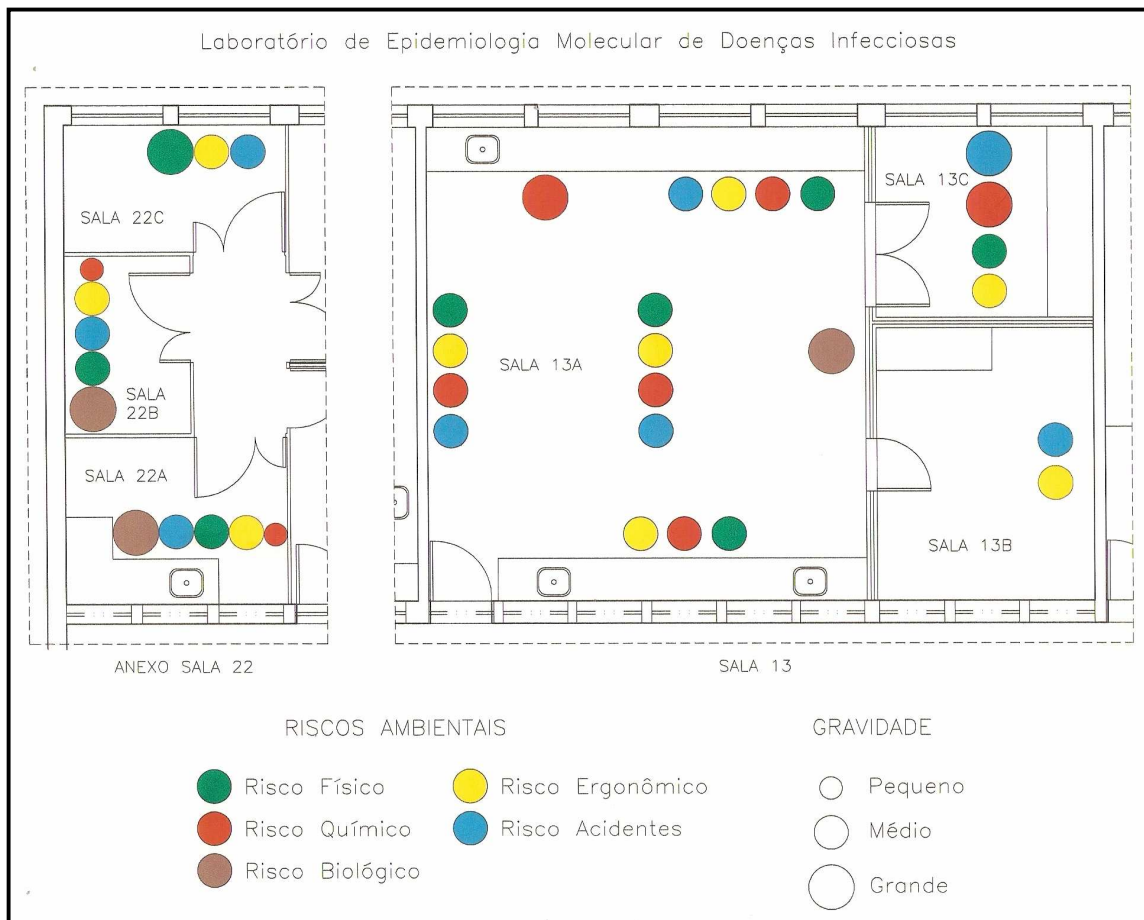 Laboratório de Epidemiologia Molecular de Doenças Infecciosas
SALA 22C
SALA
22B
SALA 22A
ANEXO SALA 22
SALA 13A
SALA 13C
SALA 13B
SALA 13
RISCOS AMBIENTAIS
Risco Físico
Risco Químico
Risco Biológico
Risco Ergonômico
Risco Acidentes
GRAVIDADE
Pequeno
Médio
Grande